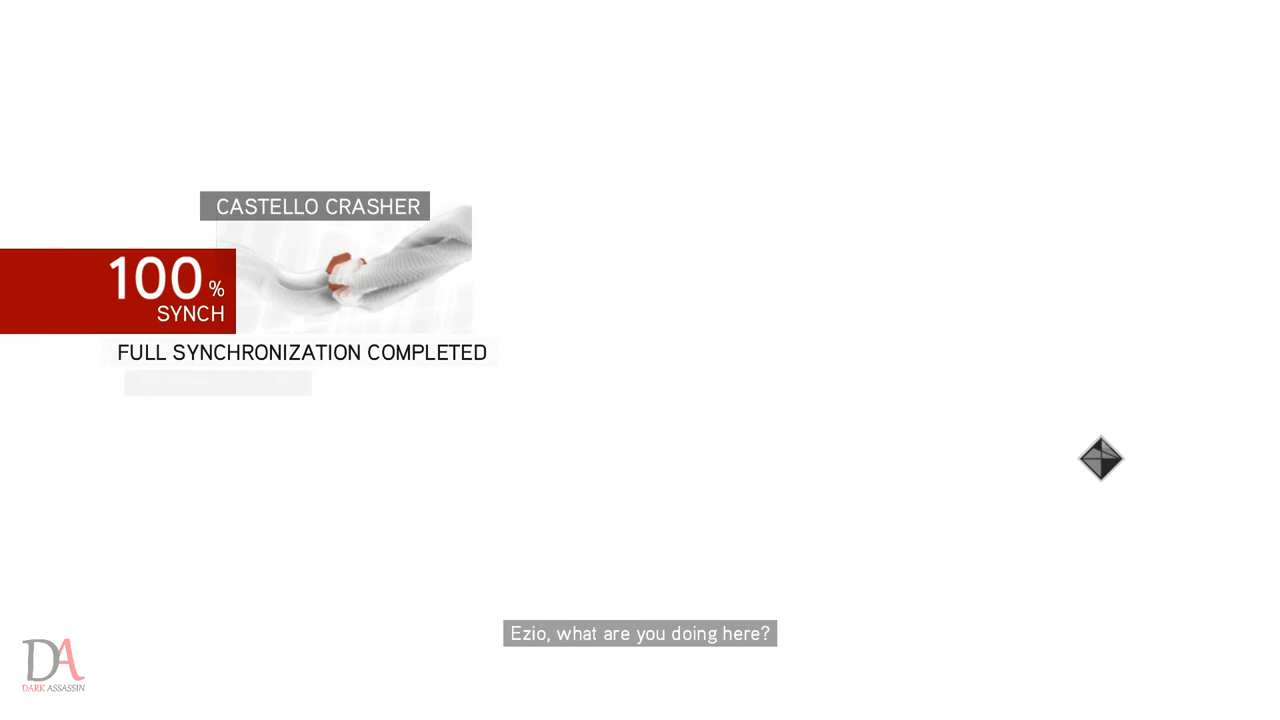 CASTELLO CRASHER
100 %
SYNCH
FULL SYNCHRONIZATION COMPLETED
Ezio, what are you doing here?
DA
DARK ASSASSIN